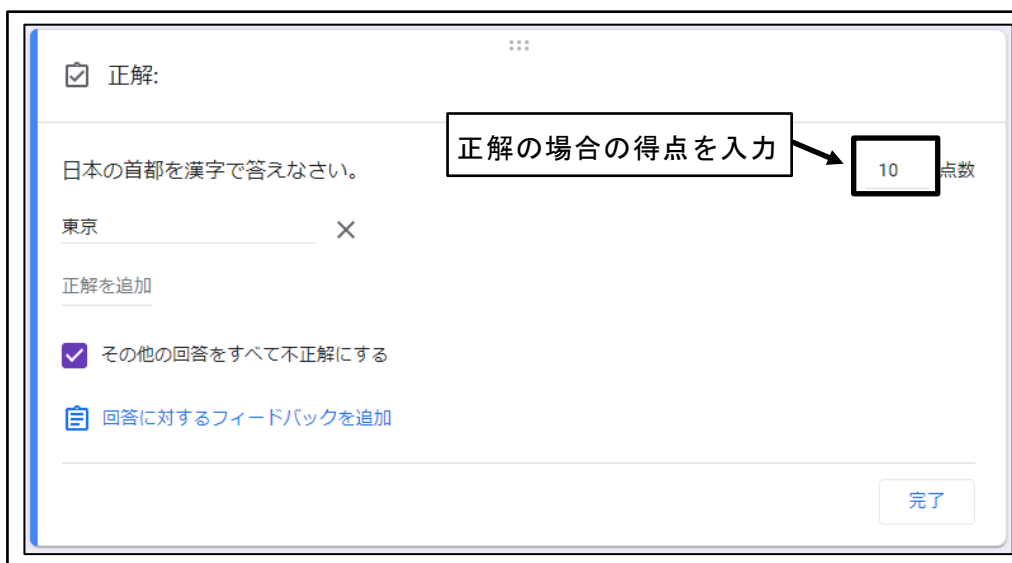 正解:
正解の場合の得点を入力
日本の首都を漢字で答えなさい。
10 点数
東京
正解を追加
その他の回答をすべて不正解にする
回答に対するフィードバックを追加
完了